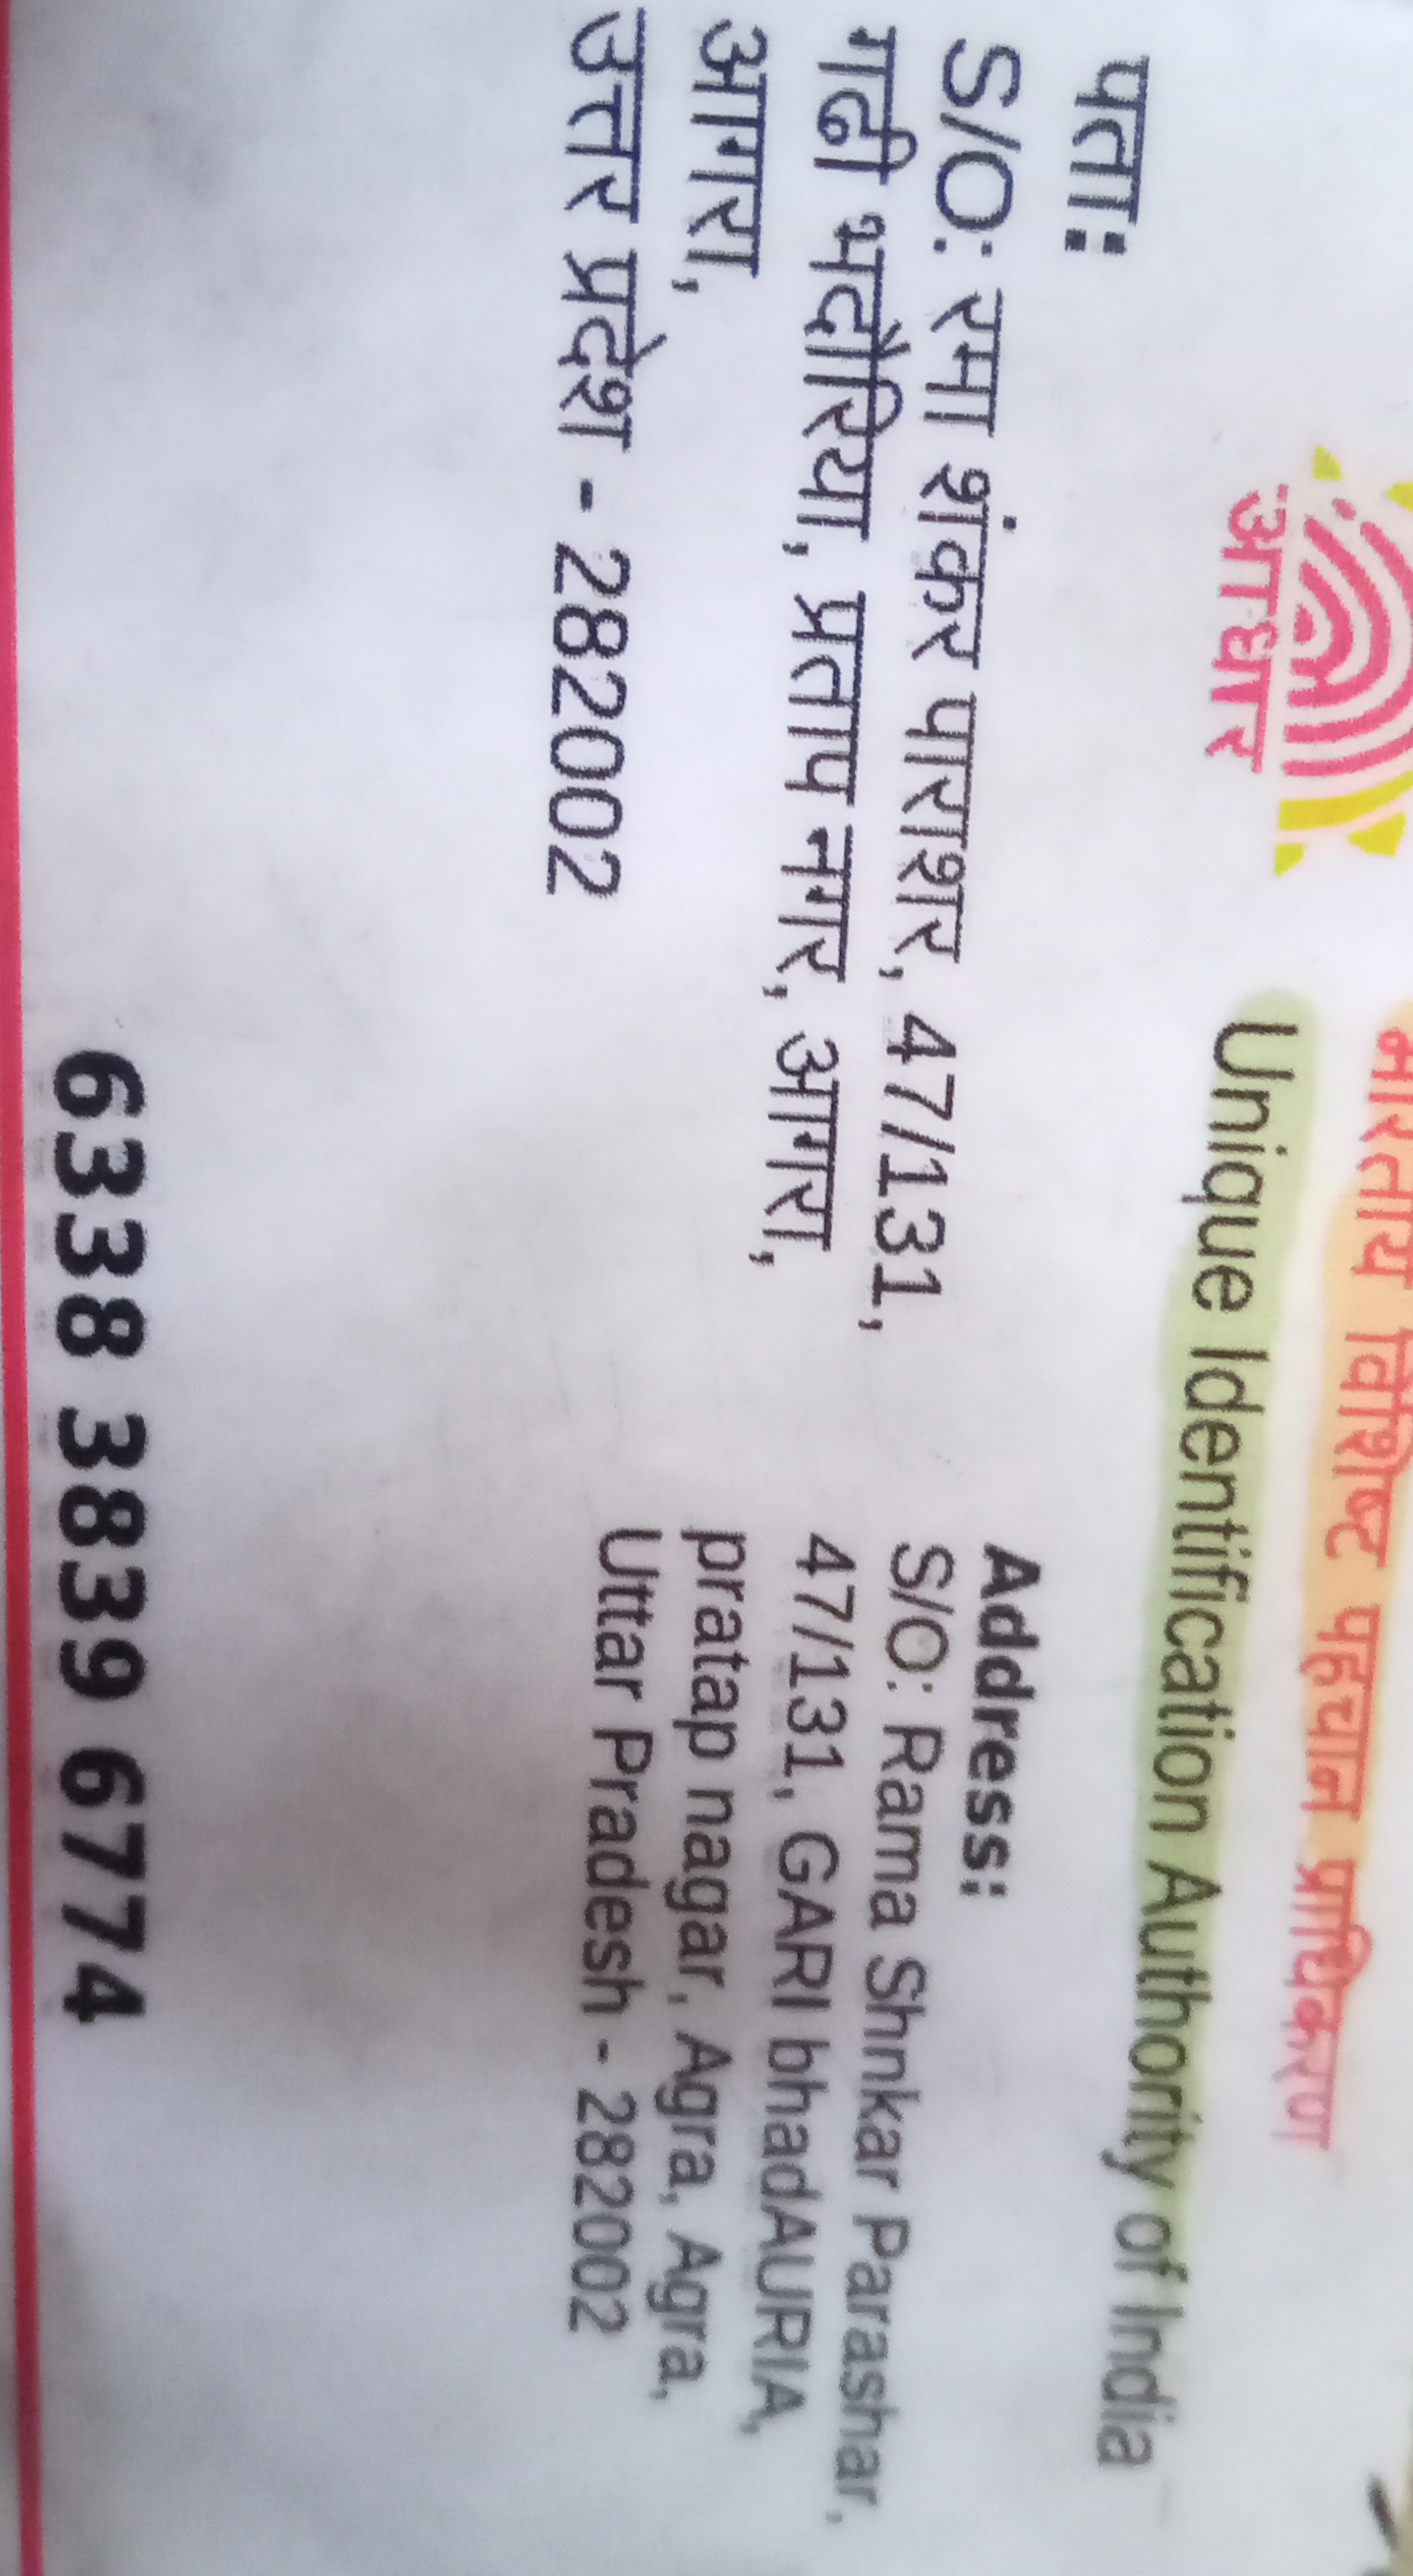 भारतीय विशिष्ट पहचान प्राधिकरण
Unique Identification Authority of India
आधार
पता:
S/O: रमा शंकर पाराशर, 47/131,
गढी भदौरिया, प्रताप नगर, आगरा,
आगरा,
उत्तर प्रदेश - 282002
Address:
S/O: Rama Shnkar Parashar,
47/131, GARI bhadAURIA,
pratap nagar, Agra, Agra,
Uttar Pradesh - 282002
6338 3839 6774